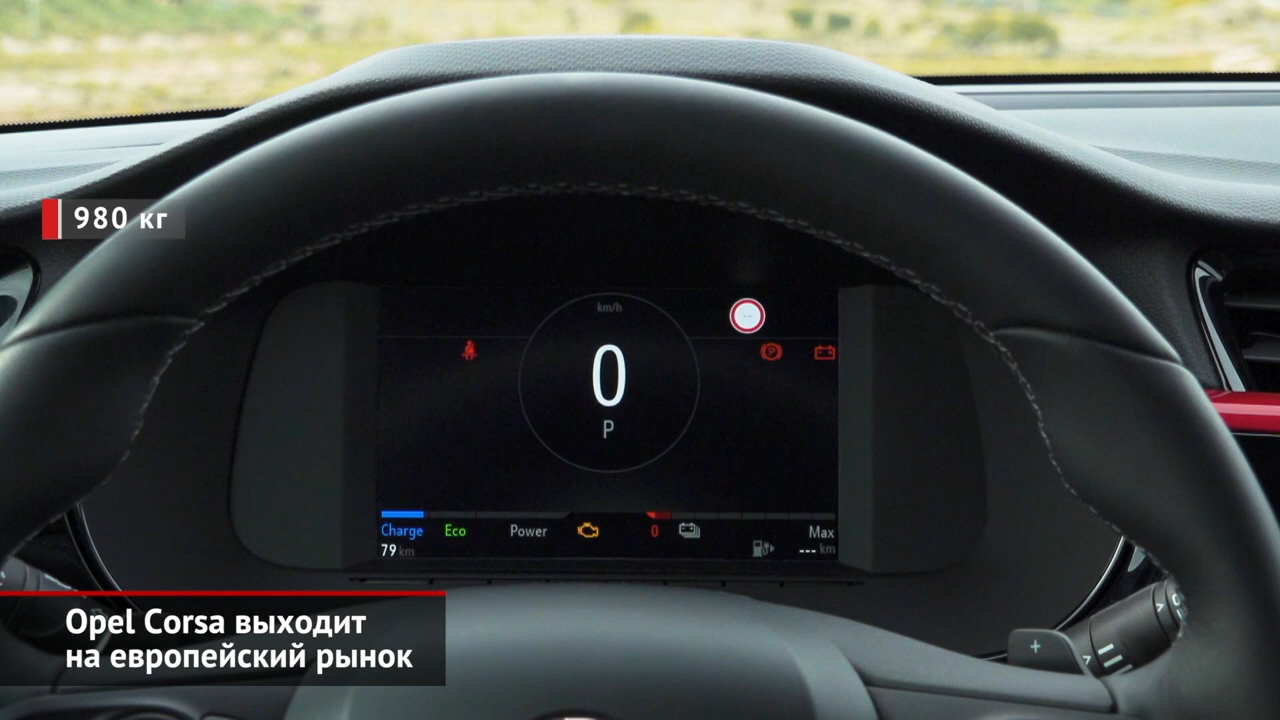 980 кг
km/h
--
0
P
P
Charge Eco Power 0 Max
79 km --- km
+
Opel Corsa выходит
на европейский рынок